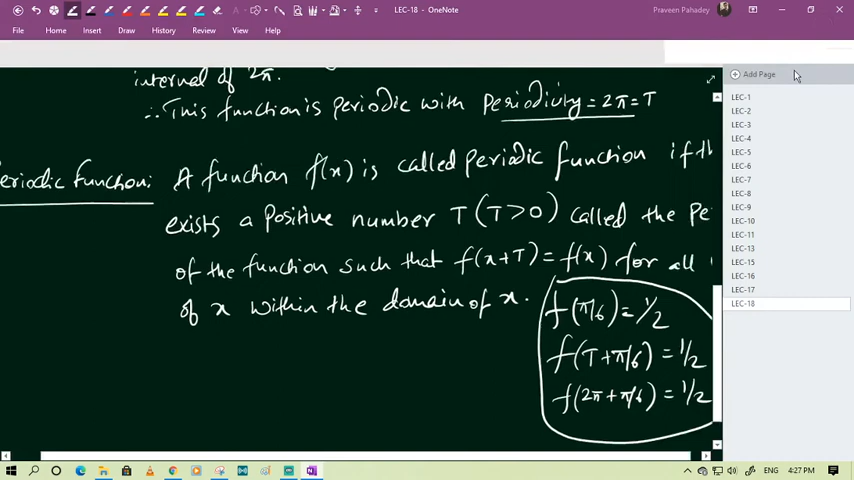 LEC-18 - OneNote
Praveen Pahadey
File Home Insert Draw History Review View Help
Add Page
interval of 2π.
∴ This function is periodic with Periodivity = 2π = T
eriodic Function: A function f(x) is called periodic function if th
exists a Positive number T (T>0) called the Pe
of the function such that f(x+T) = f(x) for all
of x within the domain of x.
f(π/6) = 1/2
f(T+π/6) = 1/2
f(2π+π/6) = 1/2
LEC-1
LEC-2
LEC-3
LEC-4
LEC-5
LEC-6
LEC-7
LEC-8
LEC-9
LEC-10
LEC-11
LEC-13
LEC-15
LEC-16
LEC-17
LEC-18
ENG 4:27 PM